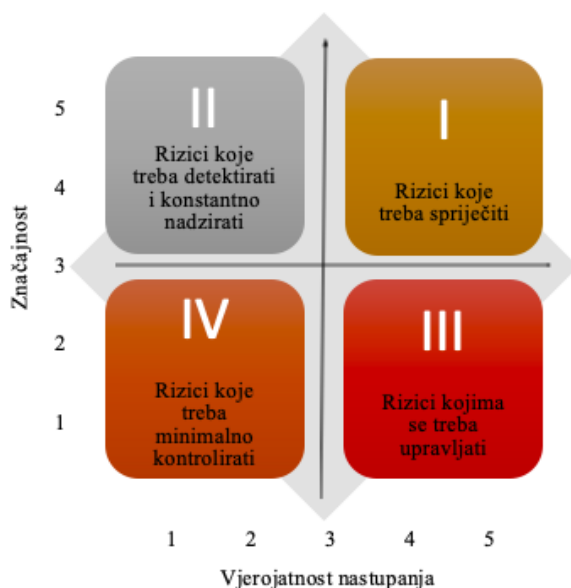 Značajnost
5
4
3
2
1
II
Rizici koje
treba detektirati
i konstantno
nadzirati
I
Rizici koje
treba spriječiti
IV
Rizici koje
treba
minimalno
kontrolirati
III
Rizici kojima
se treba
upravljati
1 2 3 4 5
Vjerojatnost nastupanja